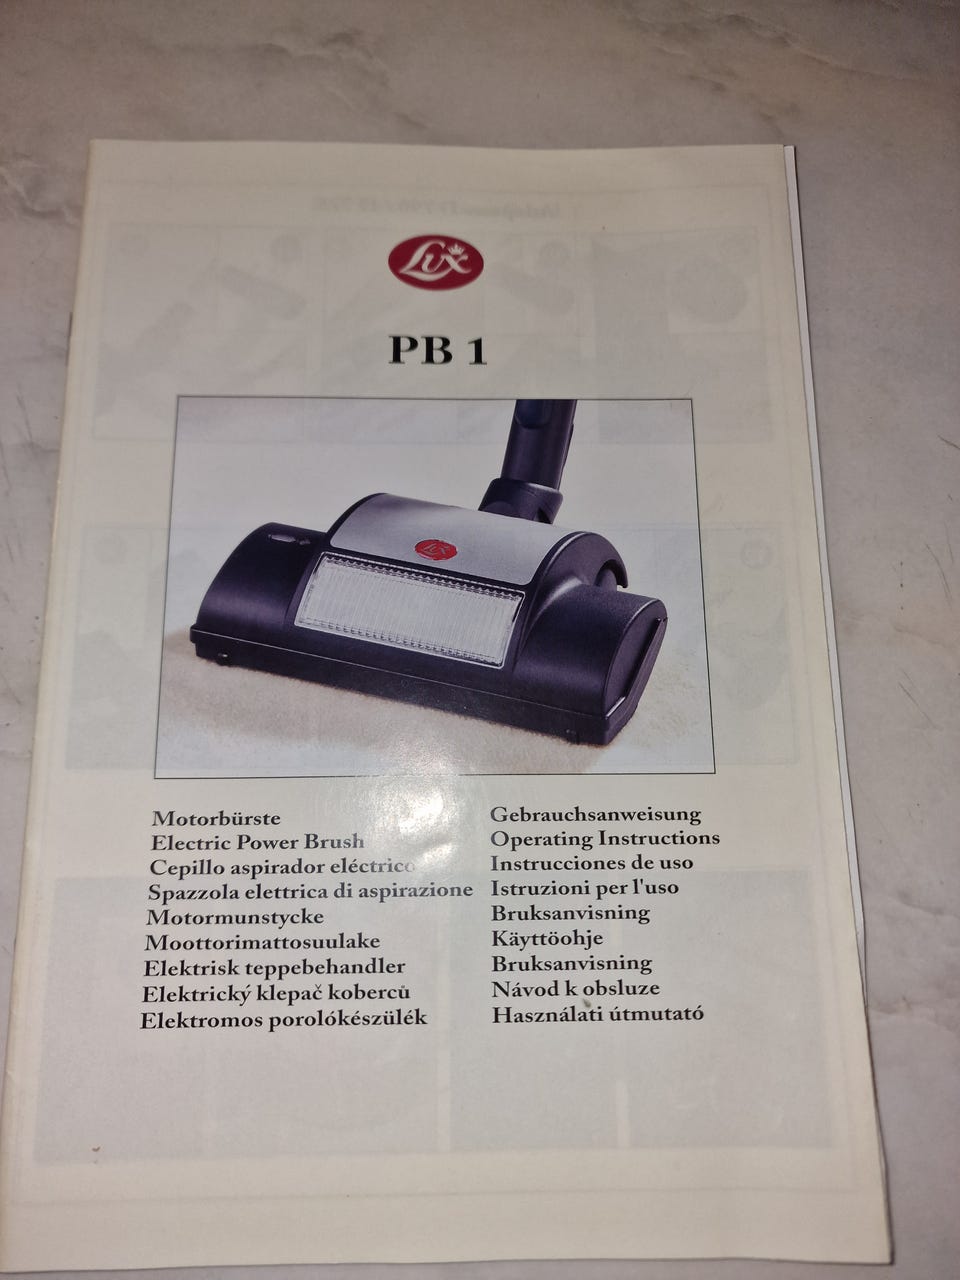 Lux
PB 1
Lux
Motorbürste
Electric Power Brush
Cepillo aspirador eléctrico
Spazzola elettrica di aspirazione
Motormunstycke
Moottorimattosuulake
Elektrisk teppebehandler
Elektrický klepač koberců
Elektromos porolókészülék
Gebrauchsanweisung
Operating Instructions
Instrucciones de uso
Istruzioni per l'uso
Bruksanvisning
Käyttöohje
Bruksanvisning
Návod k obsluze
Használati útmutató